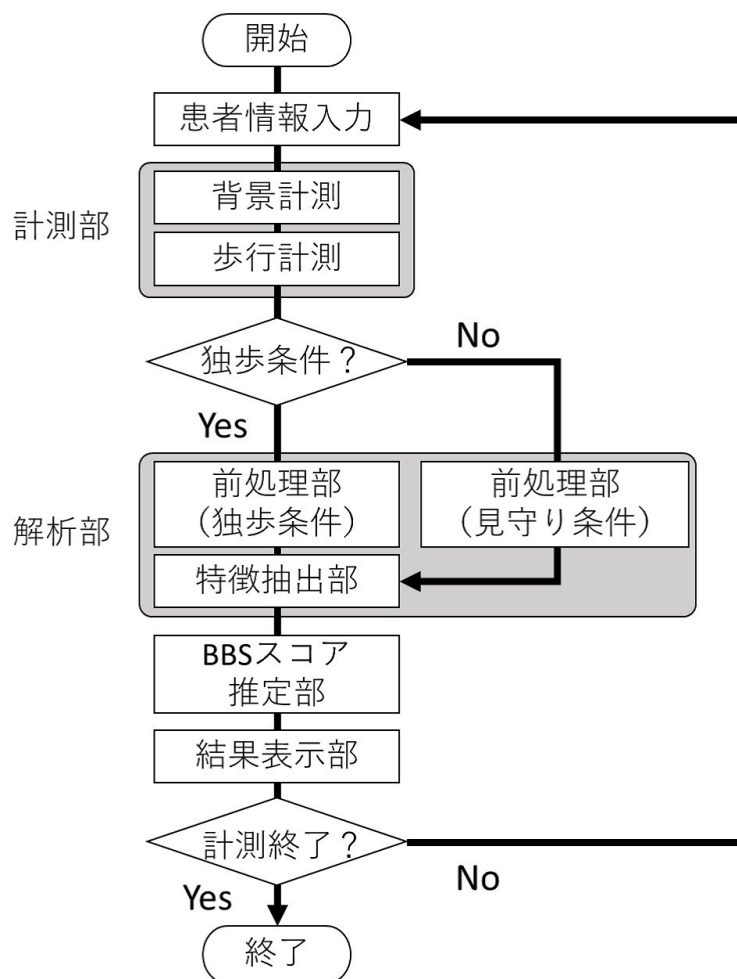 開始
患者情報入力
計測部
背景計測
歩行計測
独歩条件？
No
Yes
解析部
前処理部
（独歩条件）
前処理部
（見守り条件）
特徴抽出部
BBSスコア
推定部
結果表示部
計測終了？
No
Yes
終了